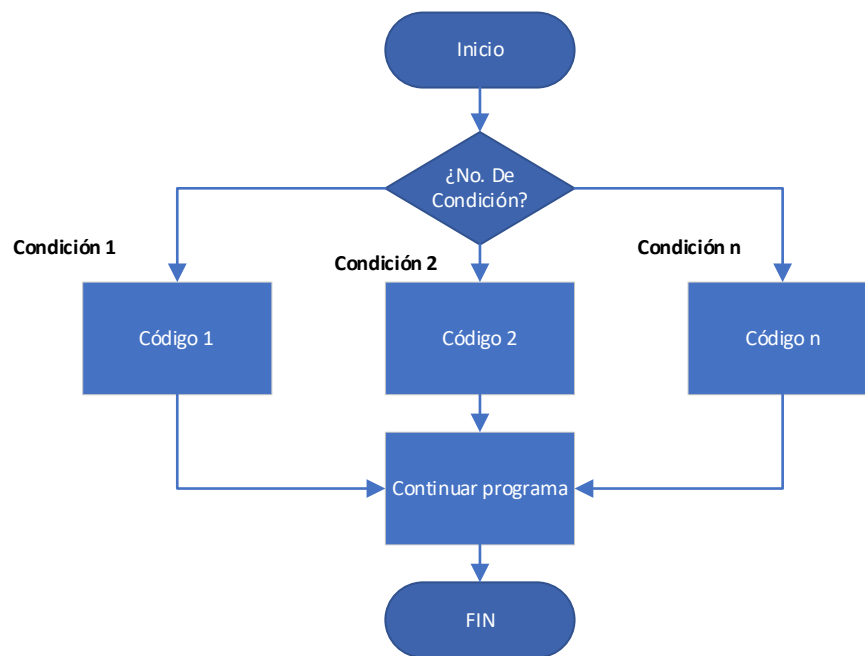 Inicio
¿No. De
Condición?
Condición 1
Condición 2
Condición n
Código 1
Código 2
Código n
Continuar programa
FIN